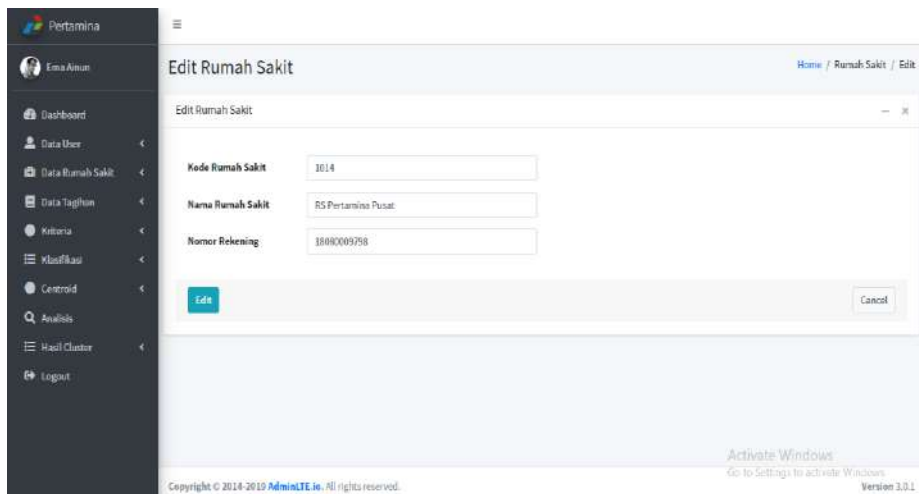 Pertamina
Ema Ainun
Dashboard
Data User
Data Rumah Sakit
Data Tagihan
Kriteria
Klasifikasi
Centroid
Analisis
Hasil Cluster
Logout
Edit Rumah Sakit
Home / Rumah Sakit / Edit
Edit Rumah Sakit
Kode Rumah Sakit 1014
Nama Rumah Sakit RS Pertamina Pusat
Nomor Rekening
Edit
Cancel
Activate Windows
Go to Settings to activate Windows.
Copyright © 2014-2019 AdminLTE.io. All rights reserved.
Version 3.0.1